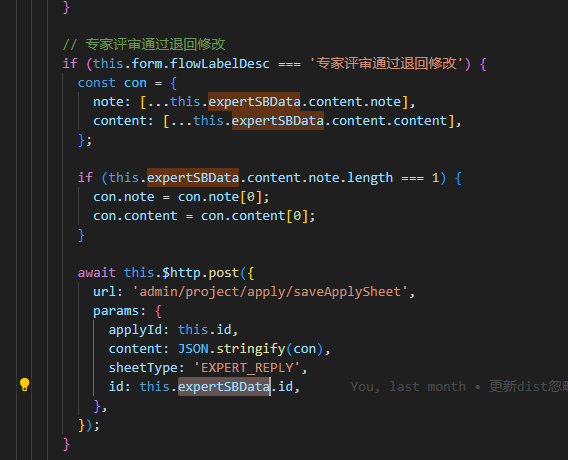 }
// 专家评审通过退回修改
if (this.form.flowLabelDesc === '专家评审通过退回修改') {
const con = {
note: [...this.expertSBData.content.note],
content: [...this.expertSBData.content.content],
};
if (this.expertSBData.content.note.length === 1) {
con.note = con.note[0];
con.content = con.content[0];
}
await this.$http.post({
url: 'admin/project/apply/saveApplySheet',
params: {
applyId: this.id,
content: JSON.stringify(con),
sheetType: 'EXPERT_REPLY',
id: this.expertSBData.id, You, last month • 更新dist忽
},
});
}